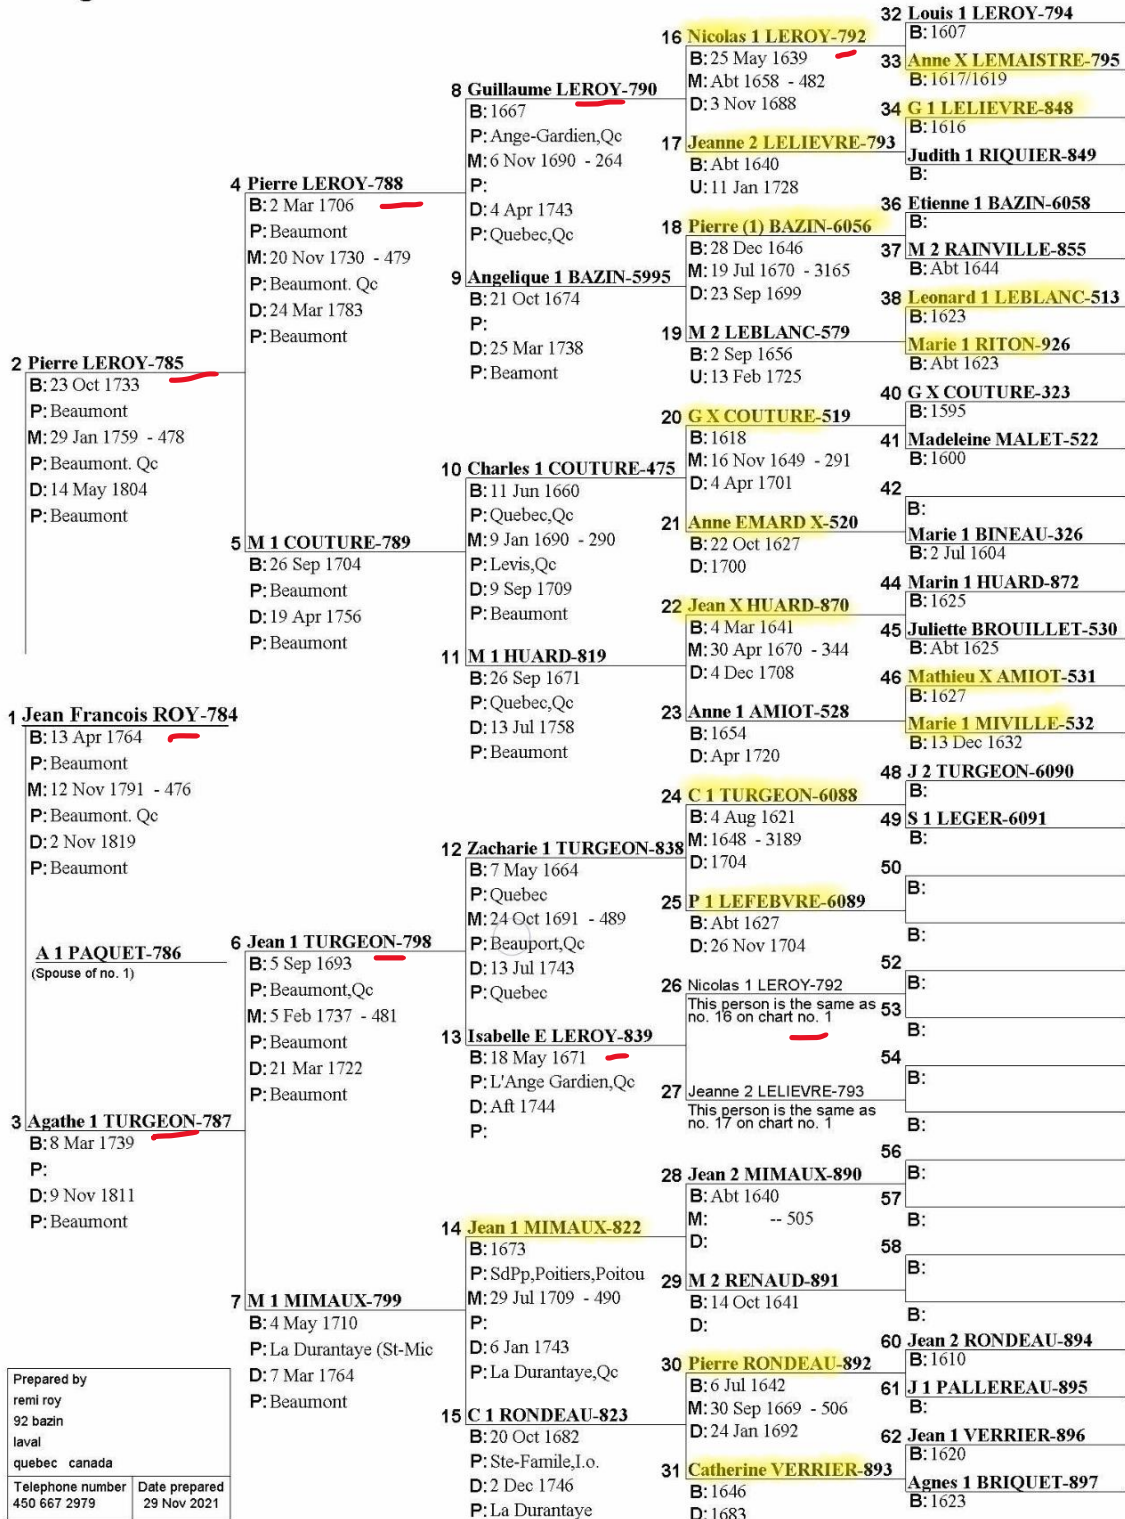 1 Jean Francois ROY-784
B: 13 Apr 1764
P: Beaumont
M: 12 Nov 1791 - 476
P: Beaumont. Qc
D: 2 Nov 1819
P: Beaumont
A 1 PAQUET-786
(Spouse of no. 1)
2 Pierre LEROY-785
B: 23 Oct 1733
P: Beaumont
M: 29 Jan 1759 - 478
P: Beaumont. Qc
D: 14 May 1804
P: Beaumont
3 Agathe 1 TURGEON-787
B: 8 Mar 1739
P:
D: 9 Nov 1811
P: Beaumont
4 Pierre LEROY-788
B: 2 Mar 1706
P: Beaumont
M: 20 Nov 1730 - 479
P: Beaumont. Qc
D: 24 Mar 1783
P: Beaumont
5 M 1 COUTURE-789
B: 26 Sep 1704
P: Beaumont
D: 19 Apr 1756
P: Beaumont
6 Jean 1 TURGEON-798
B: 5 Sep 1693
P: Beaumont,Qc
M: 5 Feb 1737 - 481
P: Beaumont
D: 21 Mar 1722
P: Beaumont
7 M 1 MIMAUX-799
B: 4 May 1710
P: La Durantaye (St-Mic
D: 7 Mar 1764
P: Beaumont
8 Guillaume LEROY-790
B: 1667
P: Ange-Gardien,Qc
M: 6 Nov 1690 - 264
P:
D: 4 Apr 1743
P: Quebec,Qc
9 Angelique 1 BAZIN-5995
B: 21 Oct 1674
P:
D: 25 Mar 1738
P: Beamont
10 Charles 1 COUTURE-475
B: 11 Jun 1660
P: Quebec,Qc
M: 9 Jan 1690 - 290
P: Levis,Qc
D: 9 Sep 1709
P: Beaumont
11 M 1 HUARD-819
B: 26 Sep 1671
P: Quebec,Qc
D: 13 Jul 1758
P: Beaumont
12 Zacharie 1 TURGEON-838
B: 7 May 1664
P: Quebec
M: 24 Oct 1691 - 489
P: Beauport,Qc
D: 13 Jul 1743
P: Quebec
13 Isabelle E LEROY-839
B: 18 May 1671
P: L'Ange Gardien,Qc
D: Aft 1744
P:
14 Jean 1 MIMAUX-822
B: 1673
P: SdPp,Poitiers,Poitou
M: 29 Jul 1709 - 490
P:
D: 6 Jan 1743
P: La Durantaye,Qc
15 C 1 RONDEAU-823
B: 20 Oct 1682
P: Ste-Famile,I.o.
D: 2 Dec 1746
P: La Durantaye
16 Nicolas 1 LEROY-792
B: 25 May 1639
M: Abt 1658 - 482
D: 3 Nov 1688
17 Jeanne 2 LELIEVRE-793
B: Abt 1640
U: 11 Jan 1728
18 Pierre (1) BAZIN-6056
B: 28 Dec 1646
M: 19 Jul 1670 - 3165
D: 23 Sep 1699
19 M 2 LEBLANC-579
B: 2 Sep 1656
U: 13 Feb 1725
20 G X COUTURE-519
B: 1618
M: 16 Nov 1649 - 291
D: 4 Apr 1701
21 Anne EMARD X-520
B: 22 Oct 1627
D: 1700
22 Jean X HUARD-870
B: 4 Mar 1641
M: 30 Apr 1670 - 344
D: 4 Dec 1708
23 Anne 1 AMIOT-528
B: 1654
D: Apr 1720
24 C 1 TURGEON-6088
B: 4 Aug 1621
M: 1648 - 3189
D: 1704
25 P 1 LEFEBVRE-6089
B: Abt 1627
D: 26 Nov 1704
26 Nicolas 1 LEROY-792
This person is the same as
no. 16 on chart no. 1
27 Jeanne 2 LELIEVRE-793
This person is the same as
no. 17 on chart no. 1
28 Jean 2 MIMAUX-890
B: Abt 1640
M: -- 505
D:
29 M 2 RENAUD-891
B: 14 Oct 1641
D:
30 Pierre RONDEAU-892
B: 6 Jul 1642
M: 30 Sep 1669 - 506
D: 24 Jan 1692
31 Catherine VERRIER-893
B: 1646
D: 1683
32 Louis 1 LEROY-794
B: 1607
33 Anne X LEMAISTRE-795
B: 1617/1619
34 G 1 LELIEVRE-848
B: 1616
Judith 1 RIQUIER-849
B:
36 Etienne 1 BAZIN-6058
B:
37 M 2 RAINVILLE-855
B: Abt 1644
38 Leonard 1 LEBLANC-513
B: 1623
Marie 1 RITON-926
B: Abt 1623
40 G X COUTURE-323
B: 1595
41 Madeleine MALET-522
B: 1600
42
B:
Marie 1 BINEAU-326
B: 2 Jul 1604
44 Marin 1 HUARD-872
B: 1625
45 Juliette BROUILLET-530
B: Abt 1625
46 Mathieu X AMIOT-531
B: 1627
Marie 1 MIVILLE-532
B: 13 Dec 1632
48 J 2 TURGEON-6090
B:
49 S 1 LEGER-6091
B:
50
B:
B:
52
B:
53
B:
54
B:
B:
56
B:
57
B:
58
B:
B:
60 Jean 2 RONDEAU-894
B: 1610
61 J 1 PALLEREAU-895
B:
62 Jean 1 VERRIER-896
B: 1620
Agnes 1 BRIQUET-897
B: 1623
Prepared by
remi roy
92 bazin
laval
quebec canada
Telephone number
450 667 2979
Date prepared
29 Nov 2021